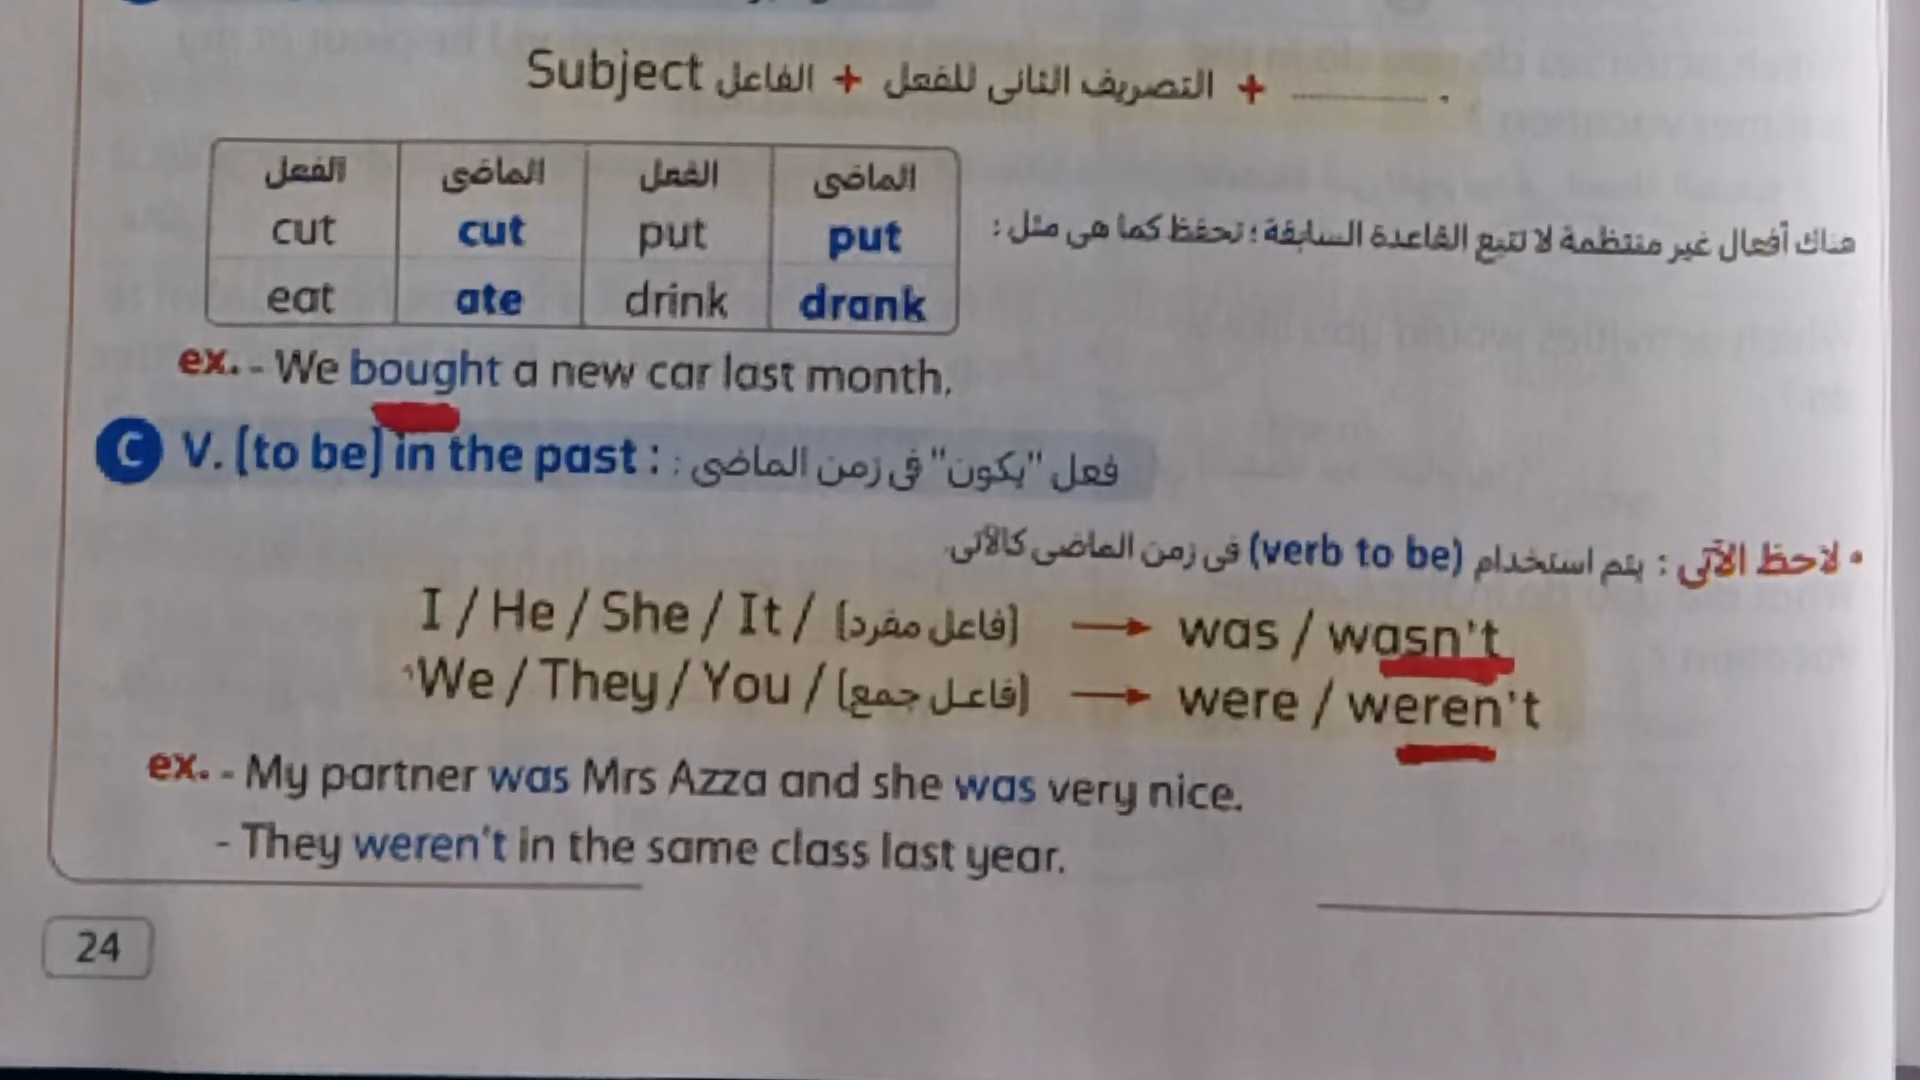 Subject الفاعل + التصريف الثانى للفعل + ............ .
الفعل الماضى الفعل الماضى
cut cut put put
eat ate drink drank
هناك أفعال غير منتظمة لا تتبع القاعدة السابقة ؛ تحفظ كما هى مثل :
ex. - We bought a new car last month.
C V. [to be] in the past : فعل "يكون" فى زمن الماضى :
• لاحظ الآتى : يتم استخدام (verb to be) فى زمن الماضى كالآتى
I / He / She / It / (فاعل مفرد) → was / wasn't
We / They / You / (فاعل جمع) → were / weren't
ex. - My partner was Mrs Azza and she was very nice.
- They weren't in the same class last year.
24